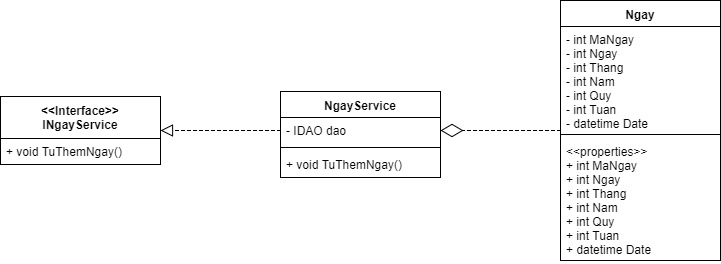 <<Interface>>
INgayService
+ void TuThemNgay()
NgayService
- IDAO dao
+ void TuThemNgay()
Ngay
- int MaNgay
- int Ngay
- int Thang
- int Nam
- int Quy
- int Tuan
- datetime Date
<<properties>>
+ int MaNgay
+ int Ngay
+ int Thang
+ int Nam
+ int Quy
+ int Tuan
+ datetime Date